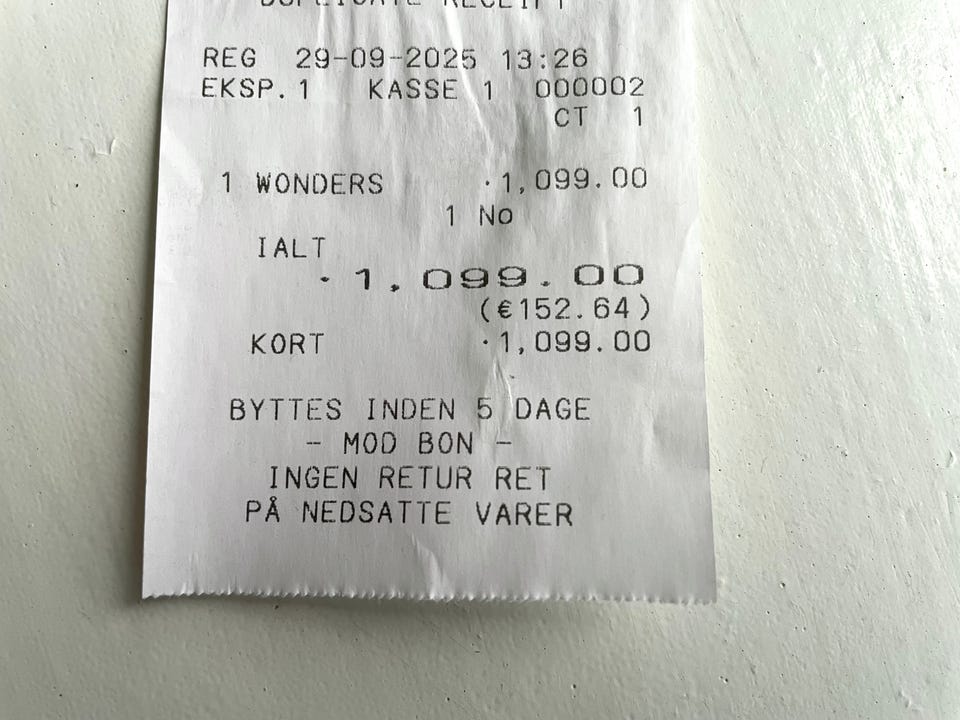 DUPLICATE RECEIPT
REG 29-09-2025 13:26
EKSP. 1 KASSE 1 000002
CT 1
1 WONDERS ·1,099.00
1 No
IALT
·1,099.00
(€152.64)
KORT ·1,099.00
BYTTES INDEN 5 DAGE
- MOD BON -
INGEN RETUR RET
PÅ NEDSATTE VARER